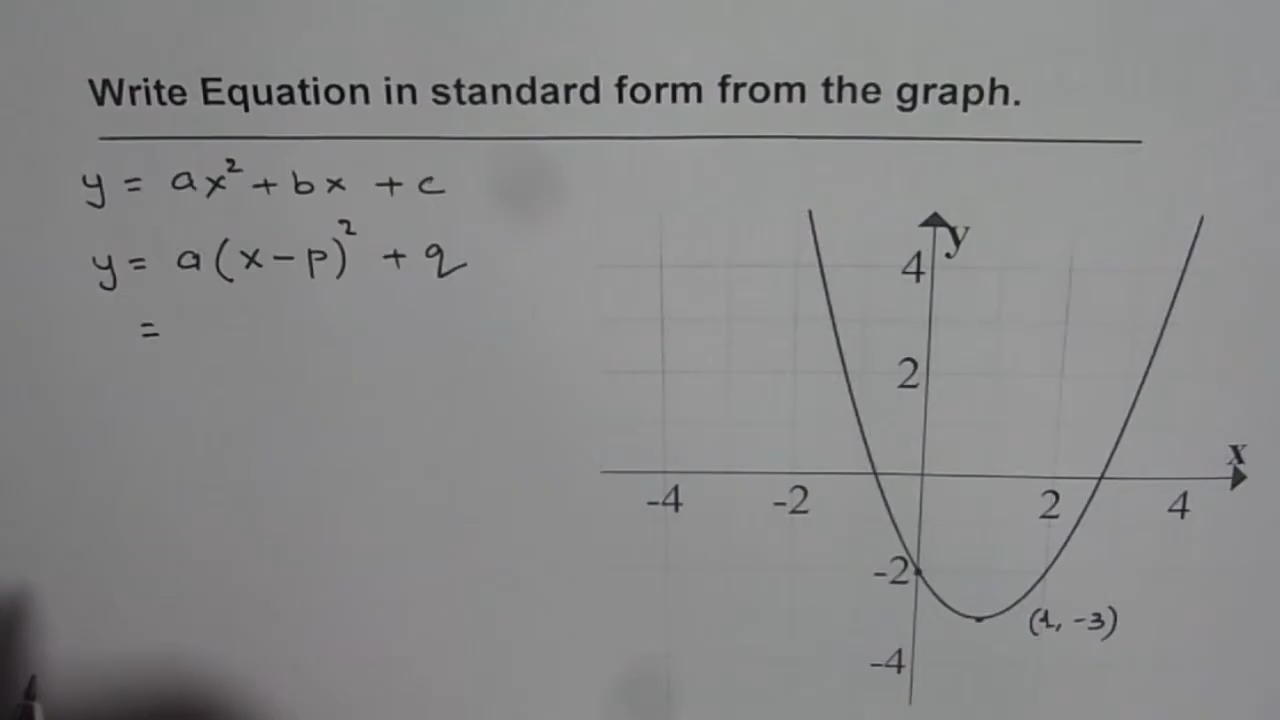 Write Equation in standard form from the graph.
y = ax² + bx + c
y = a(x-p)² + q
=
y
4
2
x
-4 -2 2 4
-2
(1, -3)
-4